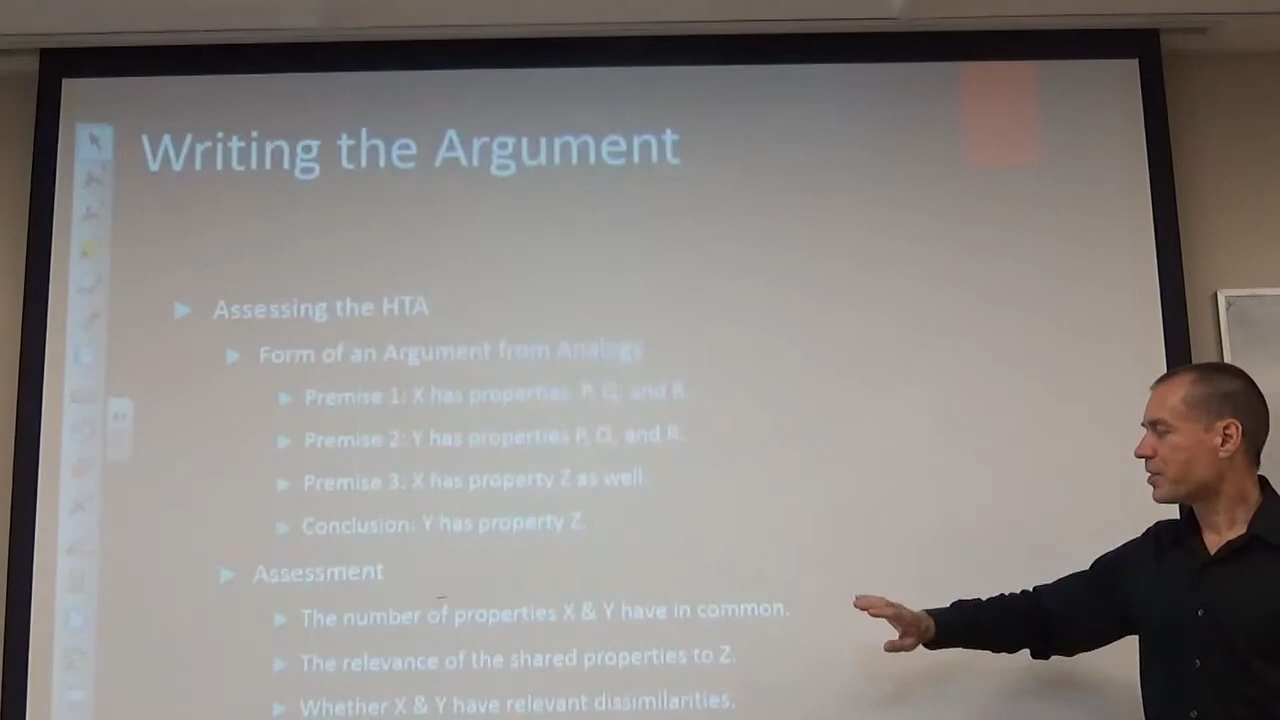 Writing the Argument
Assessing the HTA
Form of an Argument from Analogy
Premise 1: X has properties P, Q, and R.
Premise 2: Y has properties P, Q, and R.
Premise 3: X has property Z as well.
Conclusion: Y has property Z.
Assessment
The number of properties X & Y have in common.
The relevance of the shared properties to Z.
Whether X & Y have relevant dissimilarities.